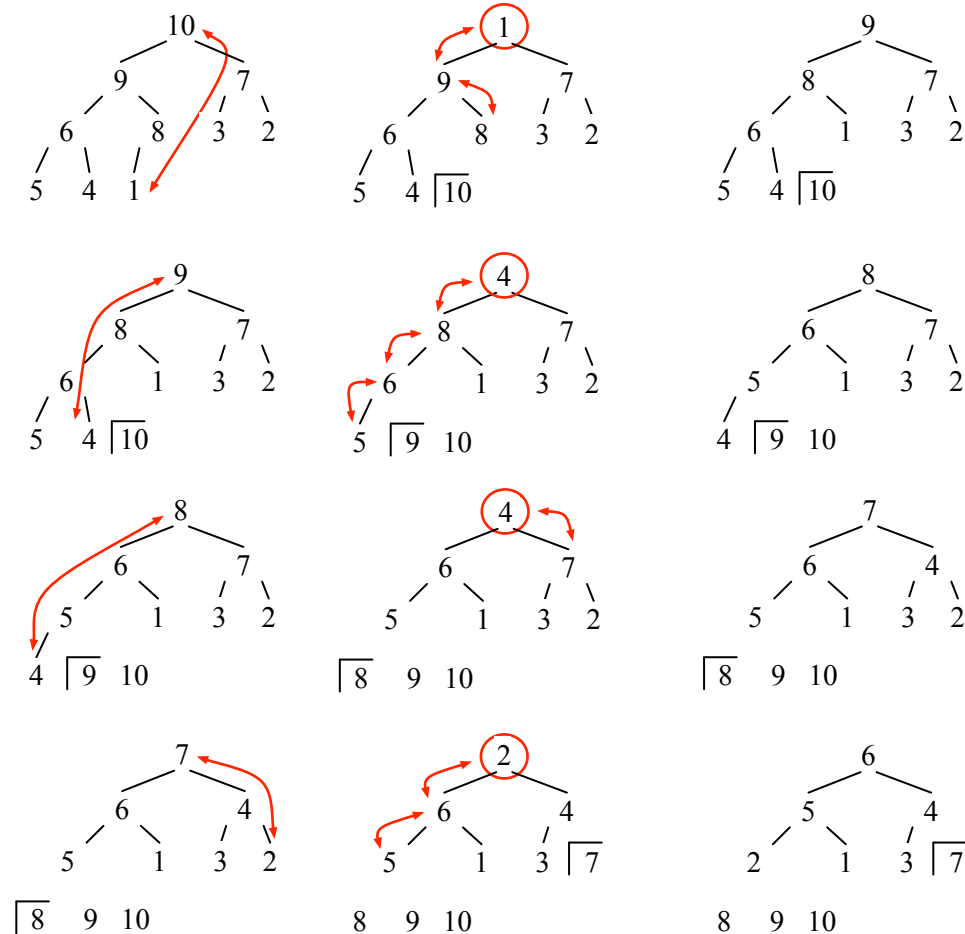 10 1 9
9 7 9 7 8 7
6 8 3 2 6 8 3 2 6 1 3 2
5 4 1 5 4 10 5 4 10
9 4 8
8 7 8 7 6 7
6 1 3 2 6 1 3 2 5 1 3 2
5 4 10 5 9 10 4 9 10
8 4 7
6 7 6 7 6 4
5 1 3 2 5 1 3 2 5 1 3 2
4 9 10 8 9 10 8 9 10
7 2 6
6 4 6 4 5 4
5 1 3 2 5 1 3 7 2 1 3 7
8 9 10 8 9 10 8 9 10